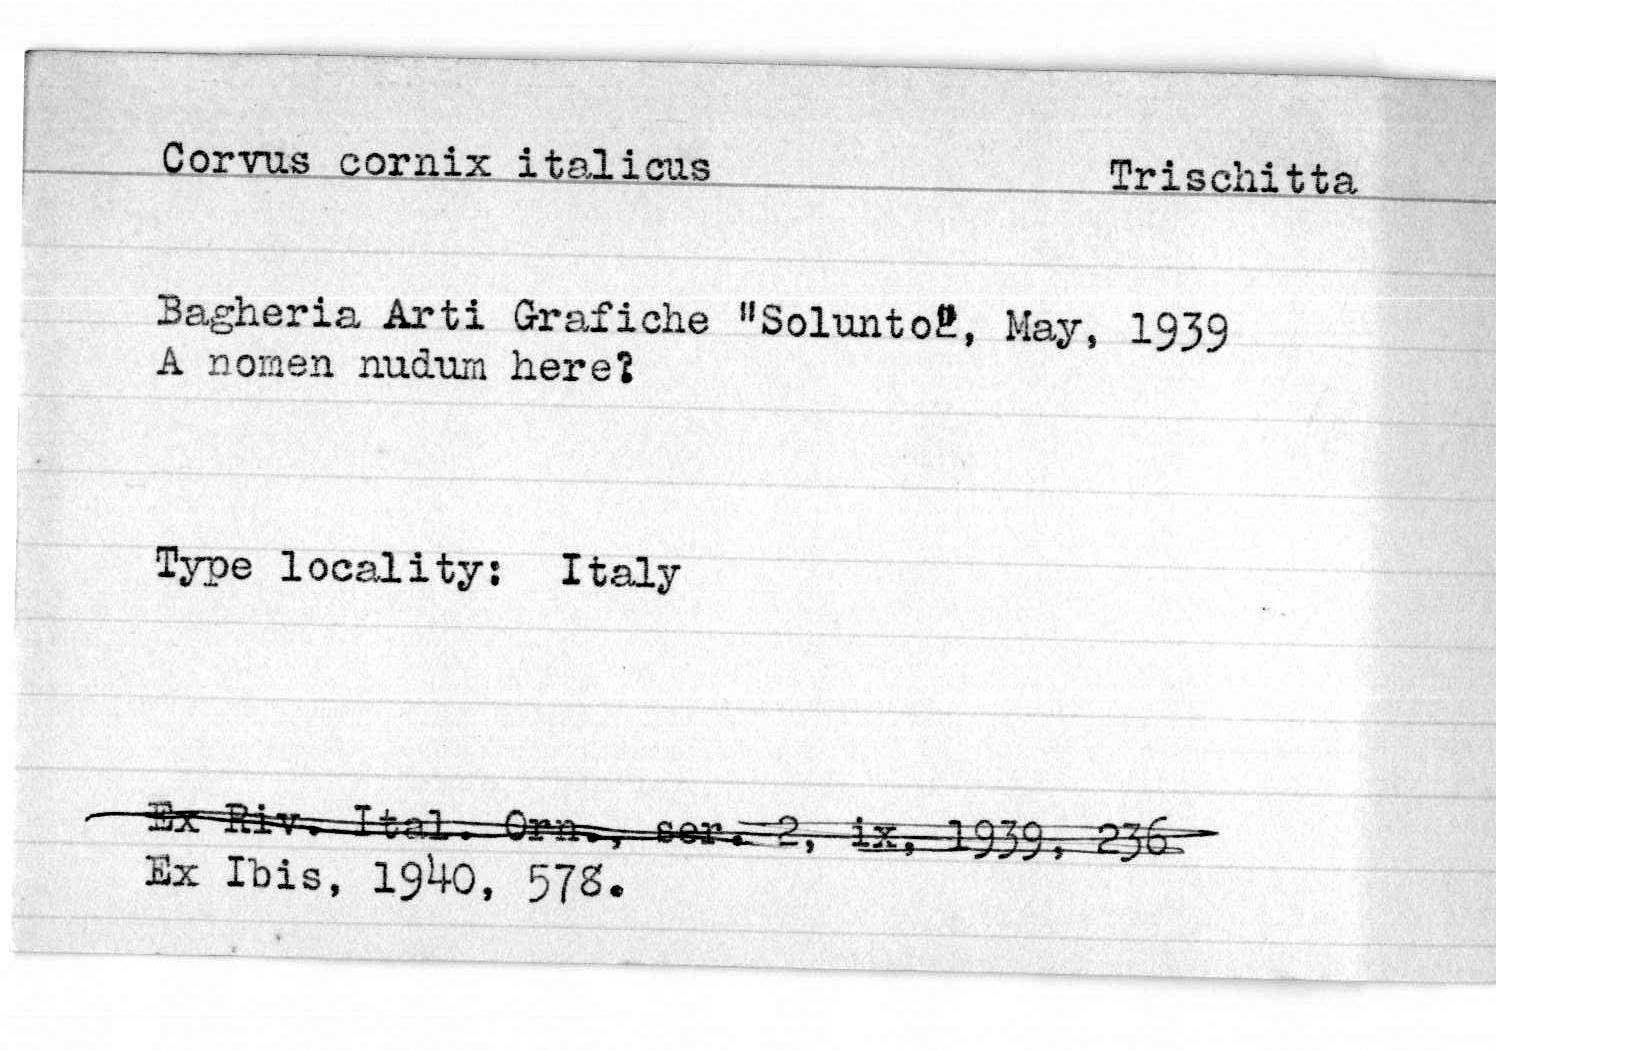 Corvus cornix italicus Trischitta
Bagheria Arti Grafiche "Solunto", May, 1939
A nomen nudum here?
Type locality: Italy
Ex Riv. Ital. Orn., ser. 2, ix, 1939, 236
Ex Ibis, 1940, 578.